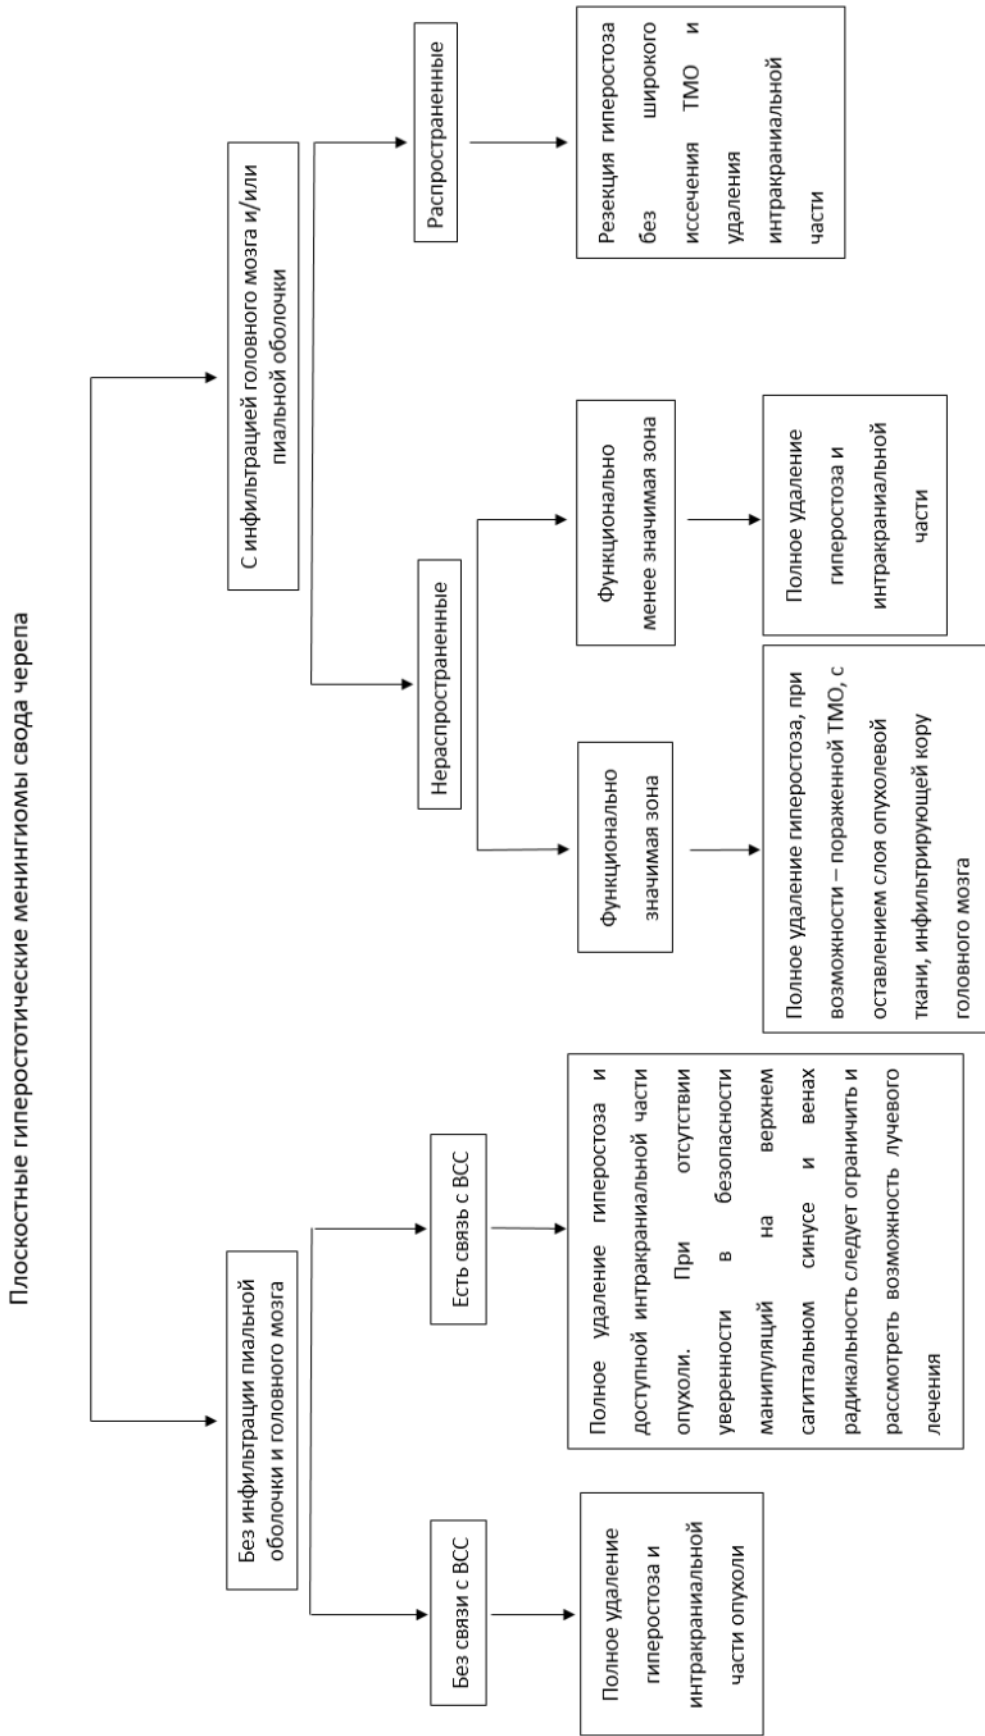 Плоскостные гиперостотические менингиомы свода черепа
Без инфильтрации пиальной
оболочки и головного мозга
С инфильтрацией головного мозга и/или
пиальной оболочки
Без связи с ВСС
Есть связь с ВСС
Нераспространенные
Распространенные
Полное удаление
гиперостоза и
интракраниальной
части опухоли
Полное удаление гиперостоза и
доступной интракраниальной части
опухоли. При отсутствии
уверенности в безопасности
манипуляций на верхнем
сагиттальном синусе и венах
радикальность следует ограничить и
рассмотреть возможность лучевого
лечения
Функционально
значимая зона
Функционально
менее значимая зона
Резекция гиперостоза
без широкого
иссечения ТМО и
удаления
интракраниальной
части
Полное удаление гиперостоза, при
возможности – пораженной ТМО, с
оставлением слоя опухолевой
ткани, инфильтрирующей кору
головного мозга
Полное удаление
гиперостоза и
интракраниальной
части